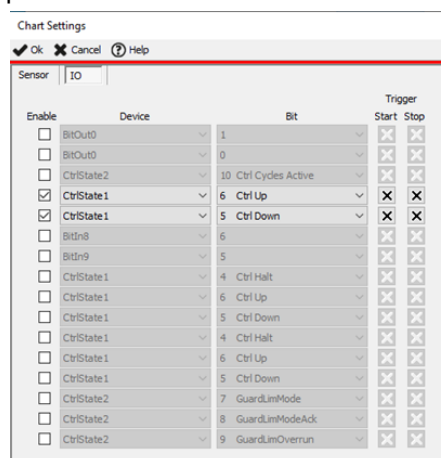 Chart Settings
Ok Cancel Help
Sensor IO
Trigger
Enable Device Bit Start Stop
BitOut0 1
BitOut0 0
CtrlState2 10 Ctrl Cycles Active
CtrlState1 6 Ctrl Up
CtrlState1 5 Ctrl Down
BitIn8 6
BitIn9 5
CtrlState1 4 Ctrl Halt
CtrlState1 6 Ctrl Up
CtrlState1 5 Ctrl Down
CtrlState1 4 Ctrl Halt
CtrlState1 6 Ctrl Up
CtrlState1 5 Ctrl Down
CtrlState2 7 GuardLimMode
CtrlState2 8 GuardLimModeAck
CtrlState2 9 GuardLimOverrun